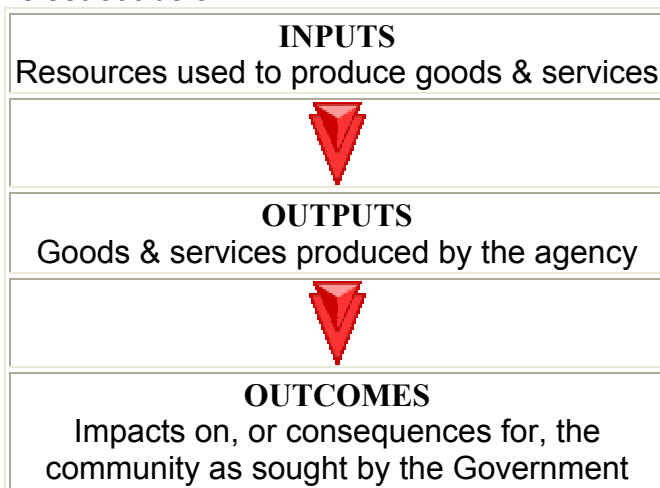 INPUTS
Resources used to produce goods & services
OUTPUTS
Goods & services produced by the agency
OUTCOMES
Impacts on, or consequences for, the
community as sought by the Government